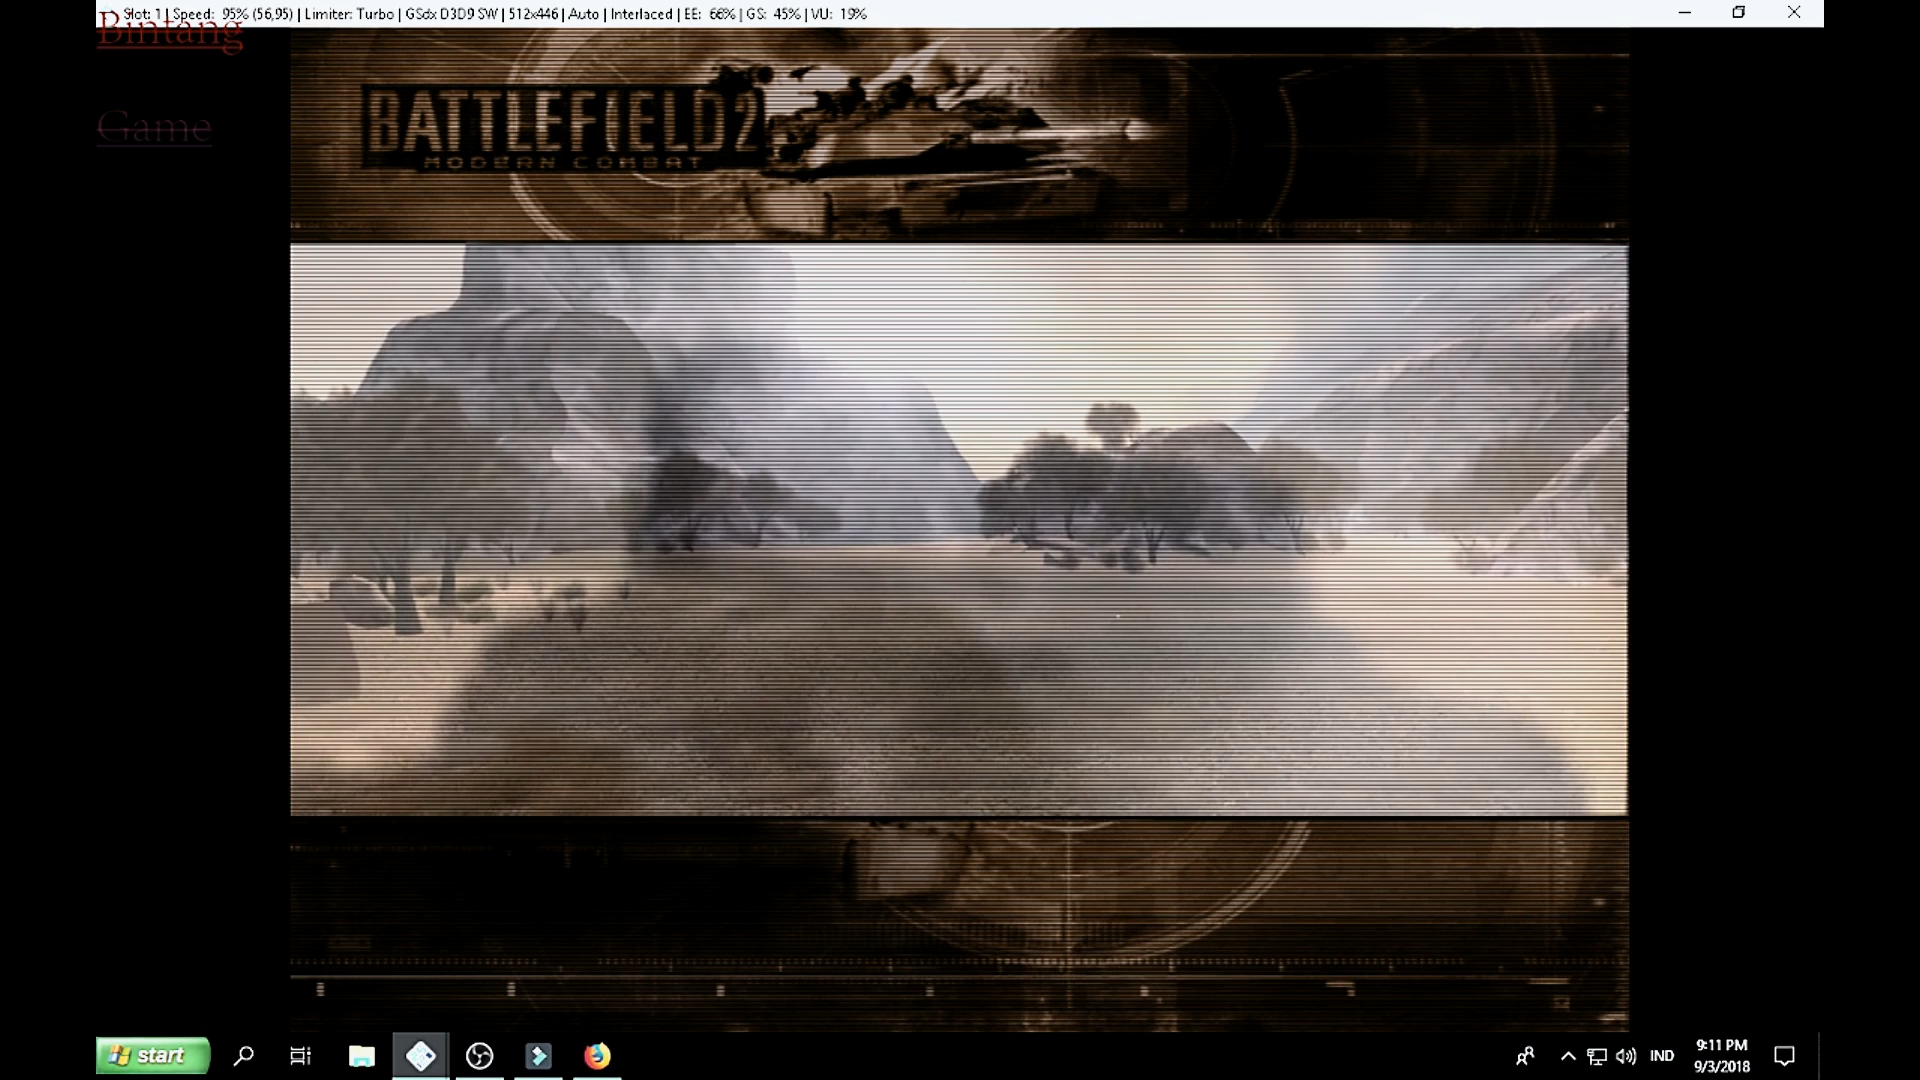 Slot: 1 | Speed: 95% (56,95) | Limiter: Turbo | GSdx D3D9 SW | 512x446 | Auto | Interlaced | EE: 66% | GS: 45% | VU: 19%
Bintang
Game
BATTLEFIELD 2
MODERN COMBAT
start
IND
9:11 PM
9/3/2018